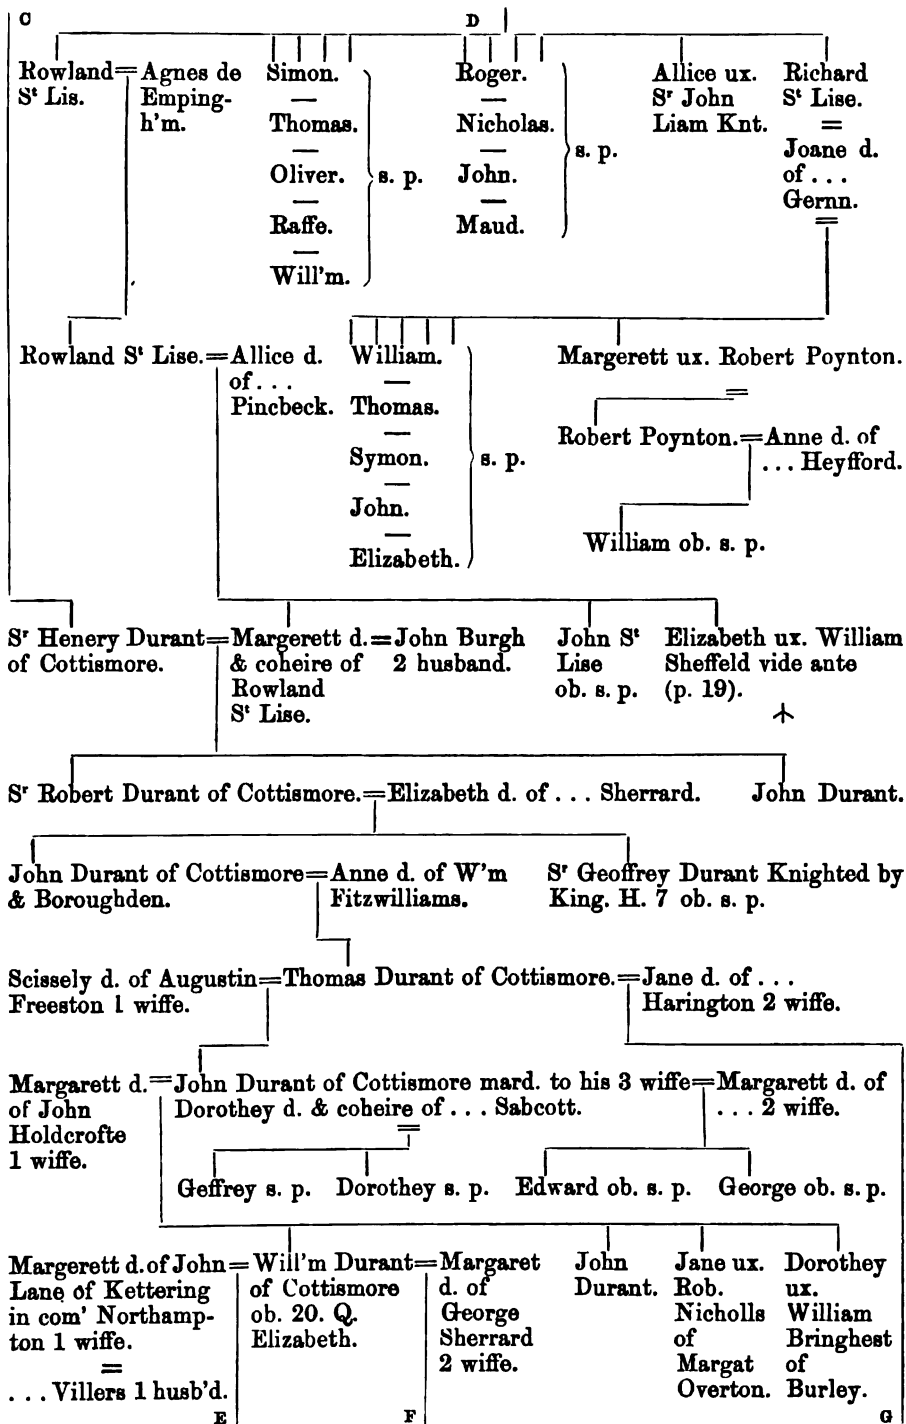 C D
Rowland=Agnes de Simon. Roger. Allice ux. Richard
Sᵗ Lis. Emping- — — Sʳ John Sᵗ Lise.
h'm. Thomas. Nicholas. Liam Knt. =
— — Joane d.
Oliver. s. p. John. s. p. of . . .
— — Gernn.
Raffe. Maud. =
—
Will'm.
Rowland Sᵗ Lise.=Allice d. William. Margerett ux. Robert Poynton.
of . . . — =
Pincbeck. Thomas.
— Robert Poynton.=Anne d. of
Symon. s. p. . . . Heyfford.
—
John.
— William ob. s. p.
Elizabeth.
Sʳ Henery Durant=Margerett d.=John Burgh John Sᵗ Elizabeth ux. William
of Cottismore. & coheire of 2 husband. Lise Sheffeld vide ante
Rowland ob. s. p. (p. 19).
Sᵗ Lise.
Sʳ Robert Durant of Cottismore.=Elizabeth d. of . . . Sherrard. John Durant.
John Durant of Cottismore=Anne d. of W'm Sʳ Geoffrey Durant Knighted by
& Boroughden. Fitzwilliams. King. H. 7 ob. s. p.
Scissely d. of Augustin=Thomas Durant of Cottismore.=Jane d. of . . .
Freeston 1 wiffe. Harington 2 wiffe.
Margarett d.=John Durant of Cottismore mard. to his 3 wiffe=Margarett d. of
of John Dorothey d. & coheire of . . . Sabcott. . . . 2 wiffe.
Holdcrofte =
1 wiffe.
Geffrey s. p. Dorothey s. p. Edward ob. s. p. George ob. s. p.
Margerett d. of John=Will'm Durant=Margaret John Jane ux. Dorothey
Lane of Kettering of Cottismore d. of Durant. Rob. ux.
in com' Northamp- ob. 20. Q. George Nicholls William
ton 1 wiffe. Elizabeth. Sherrard of Bringhest
= 2 wiffe. Margat of
. . . Villers 1 husb'd. Overton. Burley.
E F G